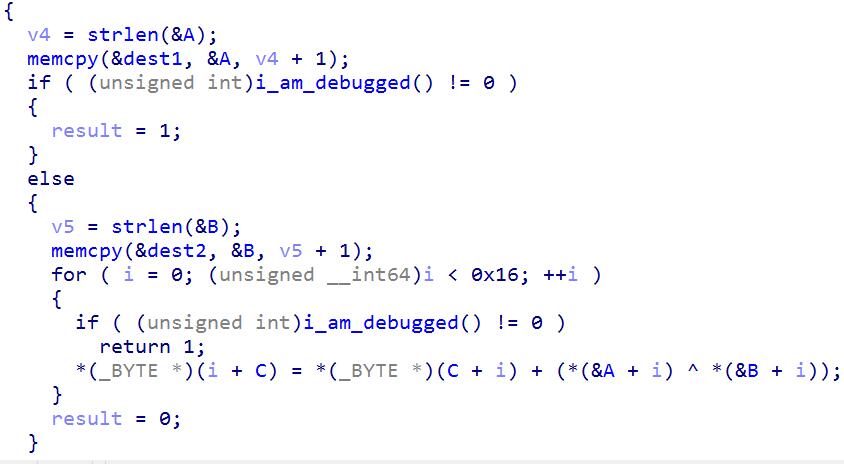 {
v4 = strlen(&A);
memcpy(&dest1, &A, v4 + 1);
if ( (unsigned int)i_am_debugged() != 0 )
{
result = 1;
}
else
{
v5 = strlen(&B);
memcpy(&dest2, &B, v5 + 1);
for ( i = 0; (unsigned __int64)i < 0x16; ++i )
{
if ( (unsigned int)i_am_debugged() != 0 )
return 1;
*(_BYTE *)(i + C) = *(_BYTE *)(C + i) + (*(&A + i) ^ *(&B + i));
}
result = 0;
}